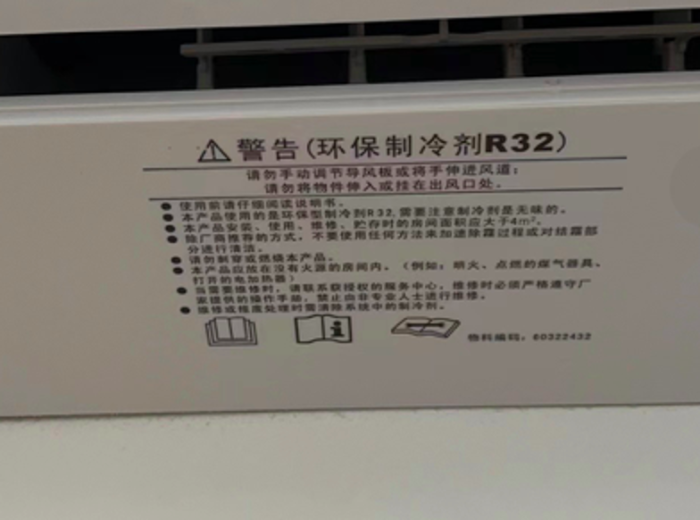 警告(环保制冷剂R32)
请勿手动调节导风板或将手伸进风道;
请勿将物件伸入或挂在出风口处。
● 使用前请仔细阅读说明书。
● 本产品使用的是环保型制冷剂R32,需要注意制冷剂是无味的。
● 本产品安装、使用、维修、贮存时的房间面积应大于4m²。
● 除厂商推荐的方式,不要使用任何方法来加速除霜过程或对结霜部
分进行清洁。
● 请勿刺穿或燃烧本产品。
● 本产品应放在没有火源的房间内。(例如:明火、点燃的煤气器具、
打开的电加热器)
● 当需要维修时,请联系获授权的服务中心,维修时必须严格遵守厂
家提供的操作手册,禁止由非专业人士进行维修。
● 维修或报废处理时需清除系统中的制冷剂。
物料编码:60322432